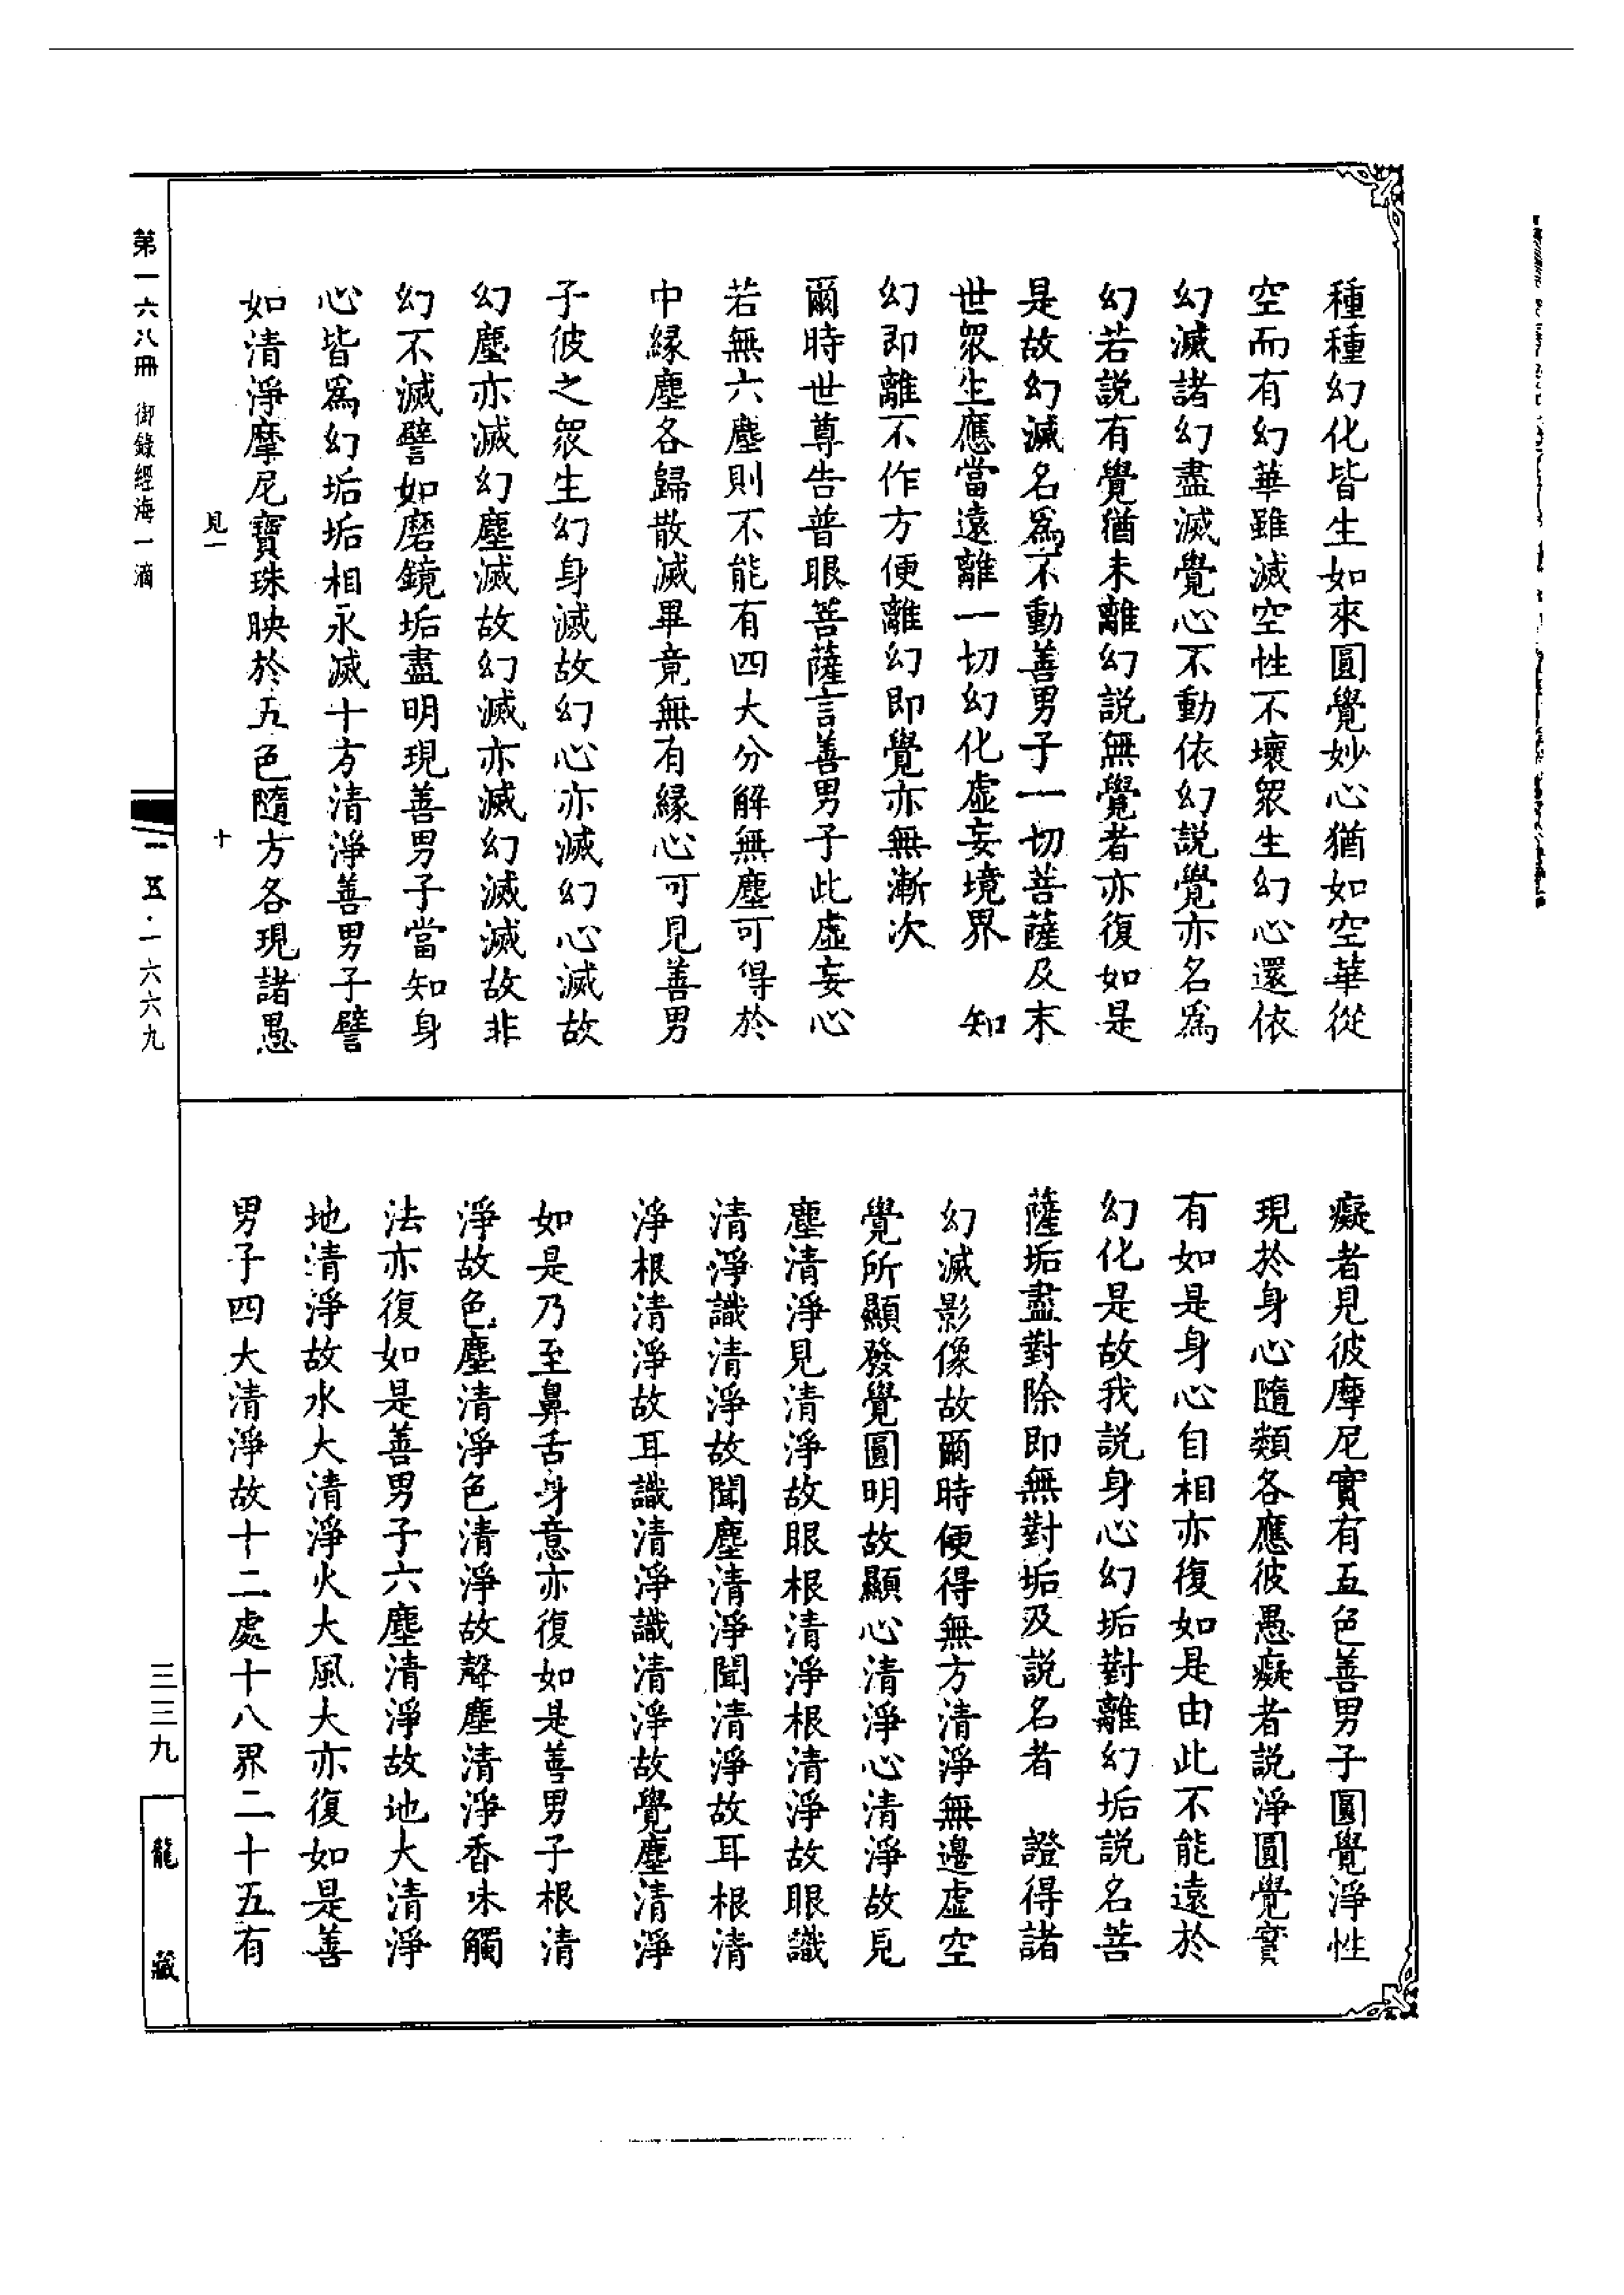 種種幻化皆生如來圓覺妙心猶如空華從
空而有幻華雖滅空性不壞眾生幻心還依
幻滅諸幻盡滅覺心不動依幻説覺亦名爲
幻若説有覺猶未離幻説無覺者亦復如是
是故幻滅名爲不動善男子一切菩薩及末
世眾生應當遠離一切幻化虛妄境界　知
幻即離不作方便離幻即覺亦無漸次
爾時世尊告普眼菩薩言善男子此虛妄心
若無六塵則不能有四大分解無塵可得於
中緣塵各歸散滅畢竟無有緣心可見善男
子彼之眾生幻身滅故幻心亦滅幻心滅故
幻塵亦滅幻塵滅故幻滅亦滅幻滅滅故非
幻不滅譬如磨鏡垢盡明現善男子當知身
心皆爲幻垢垢相永滅十方清淨善男子譬
如清淨摩尼寶珠映於五色隨方各現諸愚
見一
十
癡者見彼摩尼實有五色善男子圓覺淨性
現於身心隨類各應彼愚癡者説淨圓覺實
有如是身心自相亦復如是由此不能遠於
幻化是故我説身心幻垢對離幻垢説名菩
薩垢盡對除即無對垢及説名者　證得諸
幻滅影像故爾時便得無方清淨無邊虛空
覺所顯發覺圓明故顯心清淨心清淨故見
塵清淨見清淨故眼根清淨根清淨故眼識
清淨識清淨故聞塵清淨聞清淨故耳根清
淨根清淨故耳識清淨識清淨故覺塵清淨
如是乃至鼻舌身意亦復如是善男子根清
淨故色塵清淨色清淨故聲塵清淨香味觸
法亦復如是善男子六塵清淨故地大清淨
地清淨故水大清淨火大風大亦復如是善
男子四大清淨故十二處十八界二十五有
第一六八冊　御錄經海一滴
一五·一六六九
三三九
龍藏